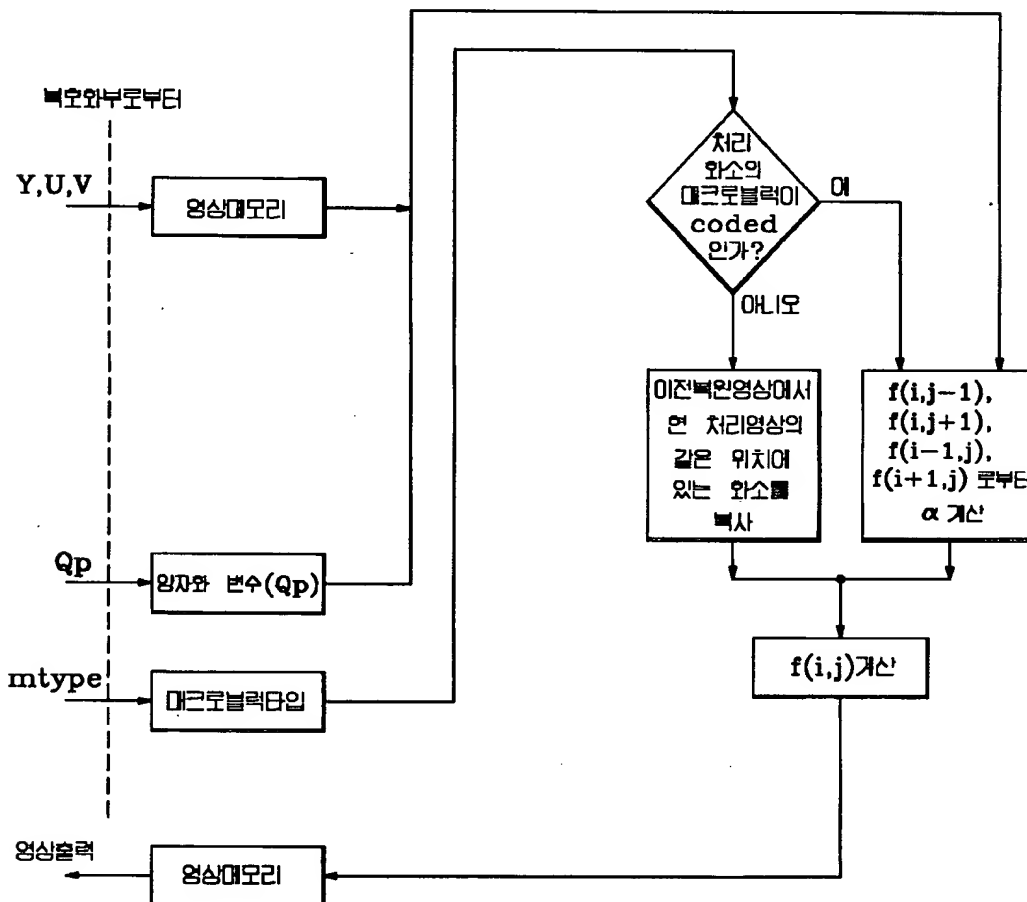 복호화부로부터
Y,U,V
영상메모리
처리
화소의
매크로블럭이
coded
인가?
예
아니오
이전복원영상에서
현 처리영상의
같은 위치에
있는 화소를
복사
f(i,j-1),
f(i,j+1),
f(i-1,j),
f(i+1,j) 로부터
α 계산
Qp
양자화 변수(Qp)
f(i,j)계산
mtype
매크로블럭타입
영상출력
영상메모리